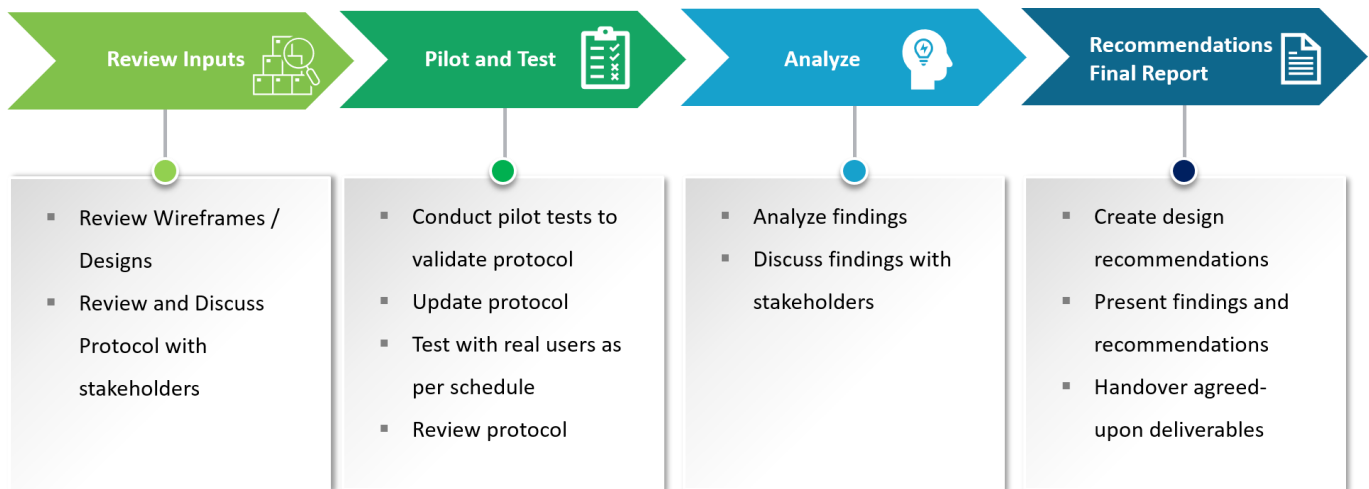 Review Inputs
Pilot and Test
Analyze
Recommendations
Final Report
▪ Review Wireframes /
Designs
▪ Review and Discuss
Protocol with
stakeholders
▪ Conduct pilot tests to
validate protocol
▪ Update protocol
▪ Test with real users as
per schedule
▪ Review protocol
▪ Analyze findings
▪ Discuss findings with
stakeholders
▪ Create design
recommendations
▪ Present findings and
recommendations
▪ Handover agreed-
upon deliverables